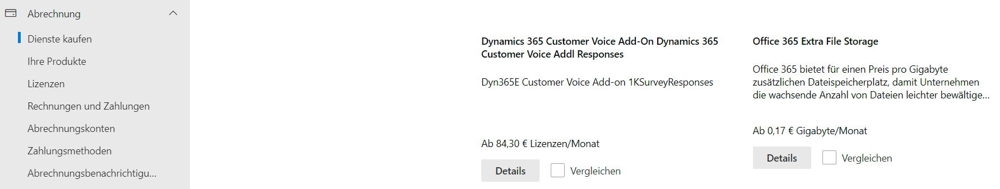 Abrechnung
Dienste kaufen
Ihre Produkte
Lizenzen
Rechnungen und Zahlungen
Abrechnungskonten
Zahlungsmethoden
Abrechnungsbenachrichtigu...
Dynamics 365 Customer Voice Add-On Dynamics 365
Customer Voice Addl Responses
Dyn365E Customer Voice Add-on 1KSurveyResponses
Ab 84,30 € Lizenzen/Monat
Details
Vergleichen
Office 365 Extra File Storage
Office 365 bietet für einen Preis pro Gigabyte
zusätzlichen Dateispeicherplatz, damit Unternehmen
die wachsende Anzahl von Dateien leichter bewältige...
Ab 0,17 € Gigabyte/Monat
Details
Vergleichen